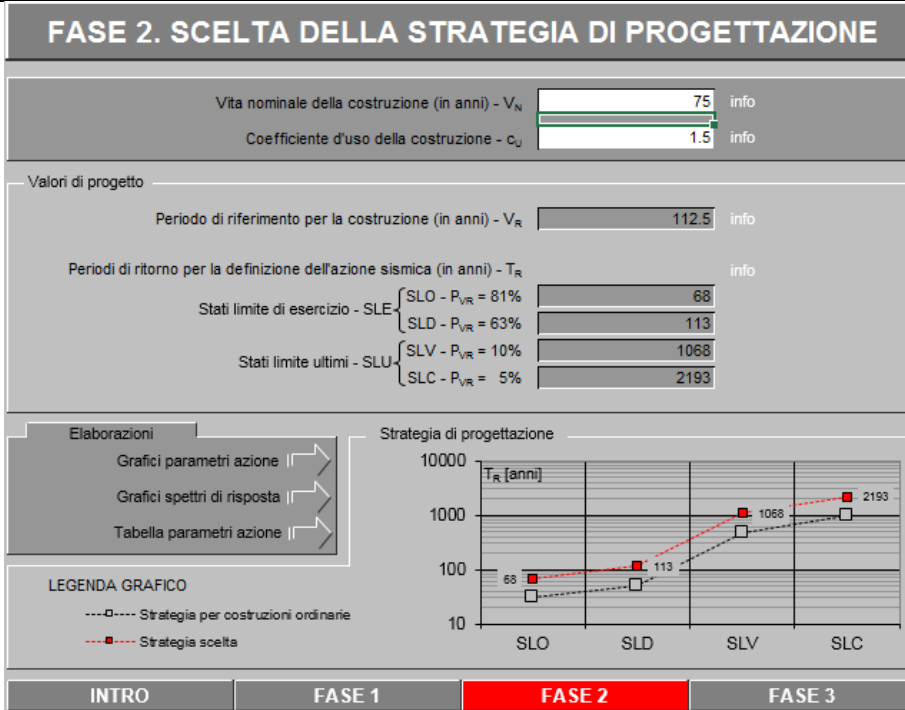 FASE 2. SCELTA DELLA STRATEGIA DI PROGETTAZIONE
Vita nominale della costruzione (in anni) - VN 75 info
Coefficiente d'uso della costruzione - cU 1.5 info
Valori di progetto
Periodo di riferimento per la costruzione (in anni) - VR 112.5 info
Periodi di ritorno per la definizione dell'azione sismica (in anni) - TR info
Stati limite di esercizio - SLE
SLO - PVR = 81% 68
SLD - PVR = 63% 113
Stati limite ultimi - SLU
SLV - PVR = 10% 1068
SLC - PVR = 5% 2193
Elaborazioni
Grafici parametri azione
Grafici spettri di risposta
Tabella parametri azione
Strategia di progettazione
TR [anni]
10000
1000
100
10
68
113
1068
2193
SLO SLD SLV SLC
LEGENDA GRAFICO
Strategia per costruzioni ordinarie
Strategia scelta
INTRO FASE 1 FASE 2 FASE 3